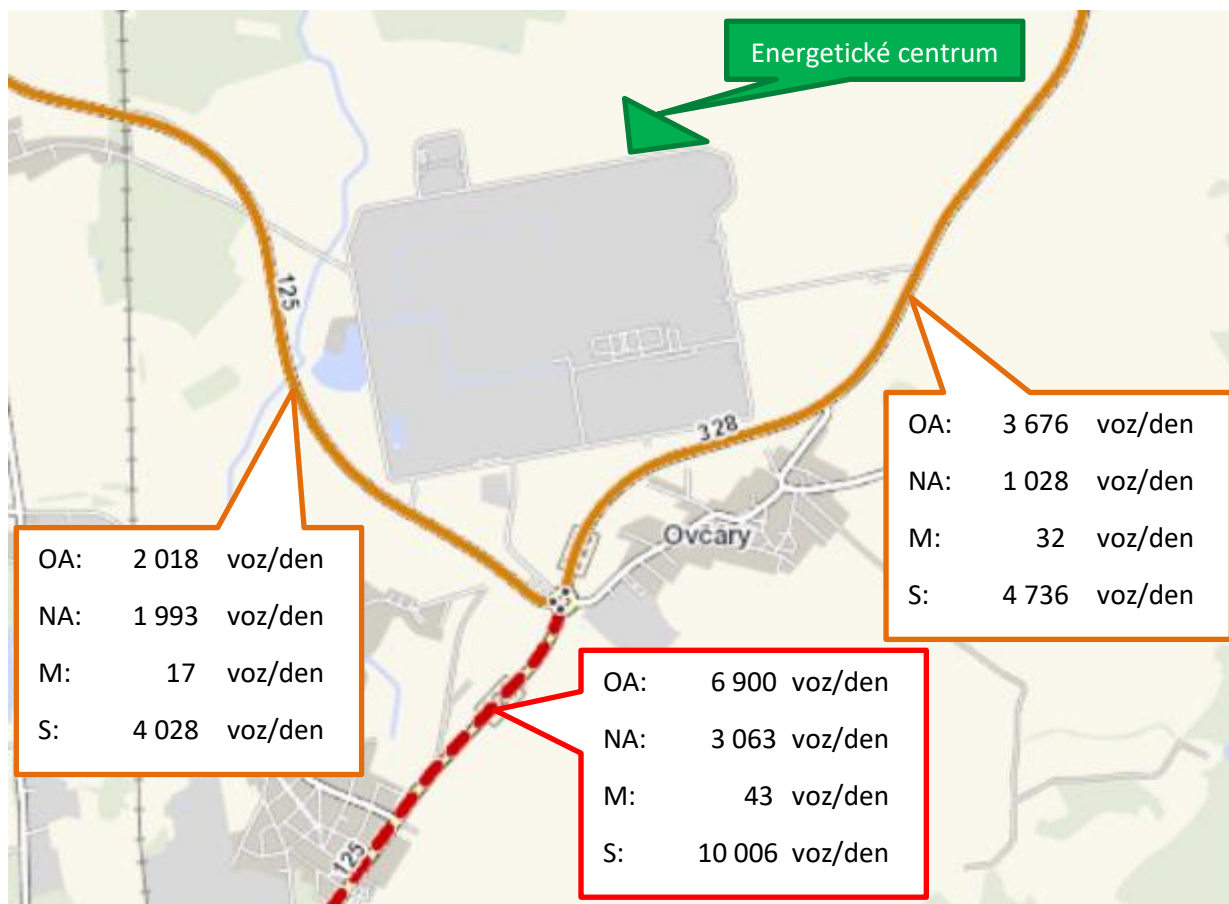 Energetické centrum
125
328
Ovčáry
OA: 3 676 voz/den
NA: 1 028 voz/den
M: 32 voz/den
S: 4 736 voz/den
OA: 2 018 voz/den
NA: 1 993 voz/den
M: 17 voz/den
S: 4 028 voz/den
OA: 6 900 voz/den
NA: 3 063 voz/den
M: 43 voz/den
S: 10 006 voz/den
125